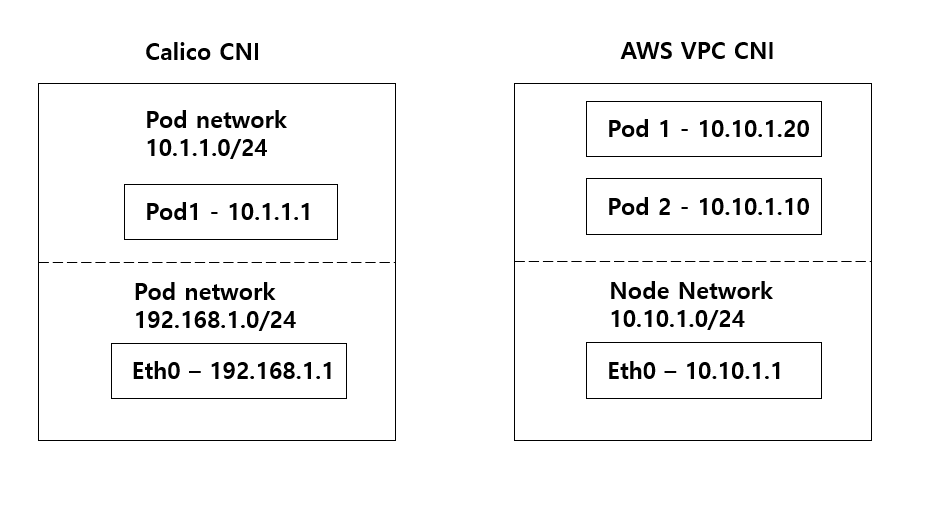 Calico CNI
Pod network
10.1.1.0/24
Pod1 - 10.1.1.1
Pod network
192.168.1.0/24
Eth0 – 192.168.1.1
AWS VPC CNI
Pod 1 - 10.10.1.20
Pod 2 - 10.10.1.10
Node Network
10.10.1.0/24
Eth0 – 10.10.1.1